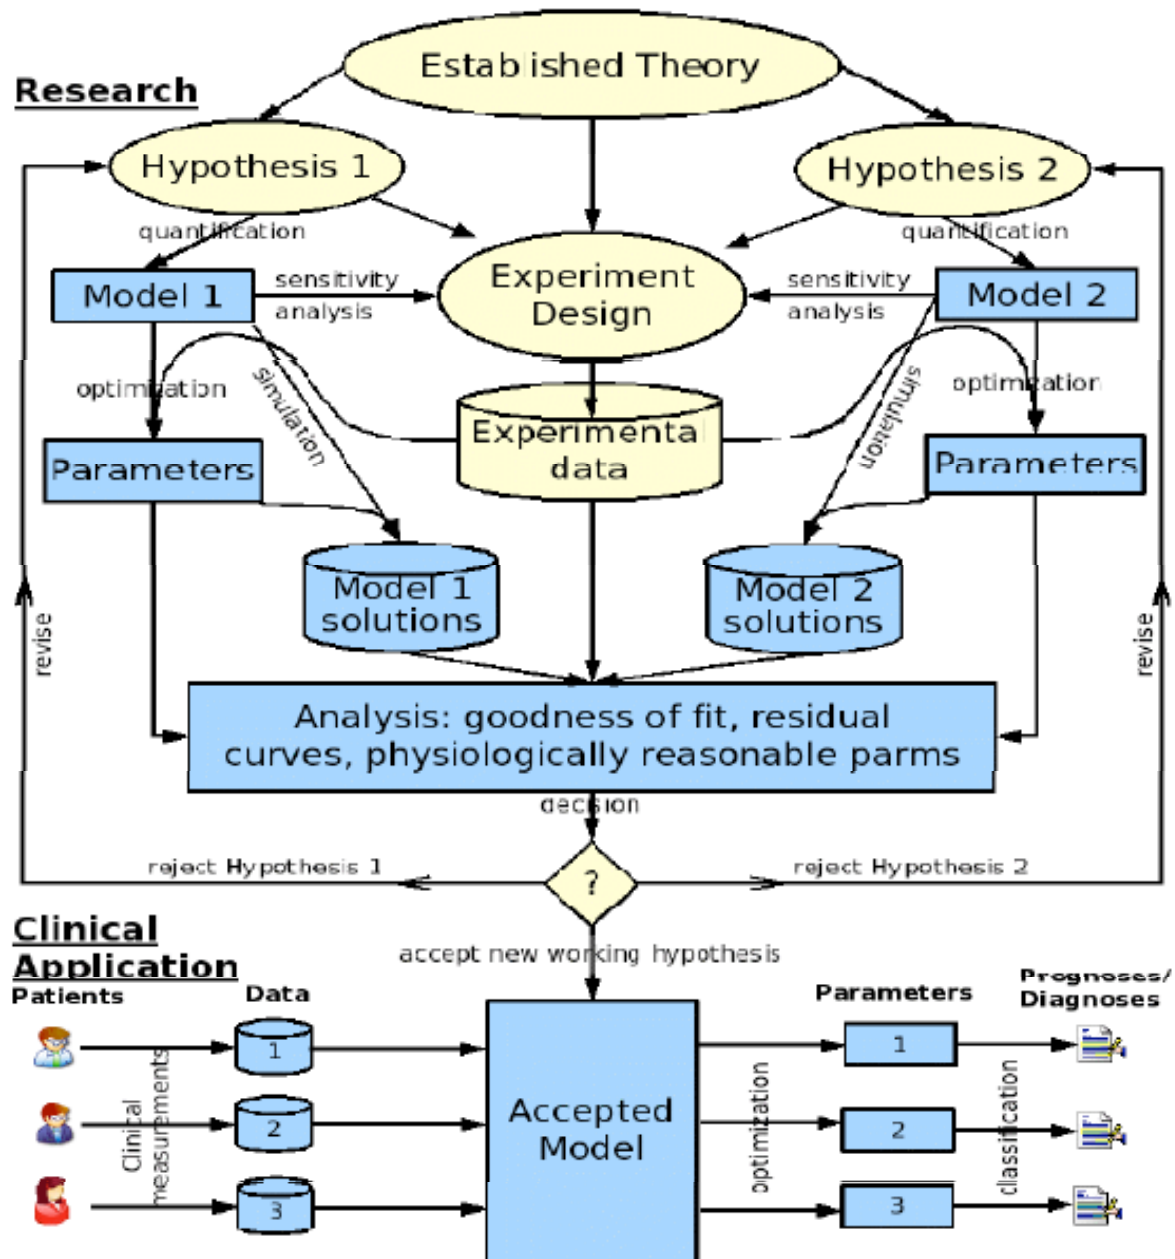 Established Theory
Research
Hypothesis 1
Hypothesis 2
quantification
quantification
Experiment
Design
sensitivity
analysis
sensitivity
analysis
Model 1
Model 2
optimization
simulation
simulation
optimization
Experimental
data
Parameters
Parameters
Model 1
solutions
Model 2
solutions
revise
revise
Analysis: goodness of fit, residual
curves, physiologically reasonable parms
decision
reject Hypothesis 1
?
reject Hypothesis 2
accept new working hypothesis
Clinical
Application
Patients
Data
Parameters
Prognoses/
Diagnoses
1
1
Clinical
measurements
2
Accepted
Model
optimization
2
classification
3
3